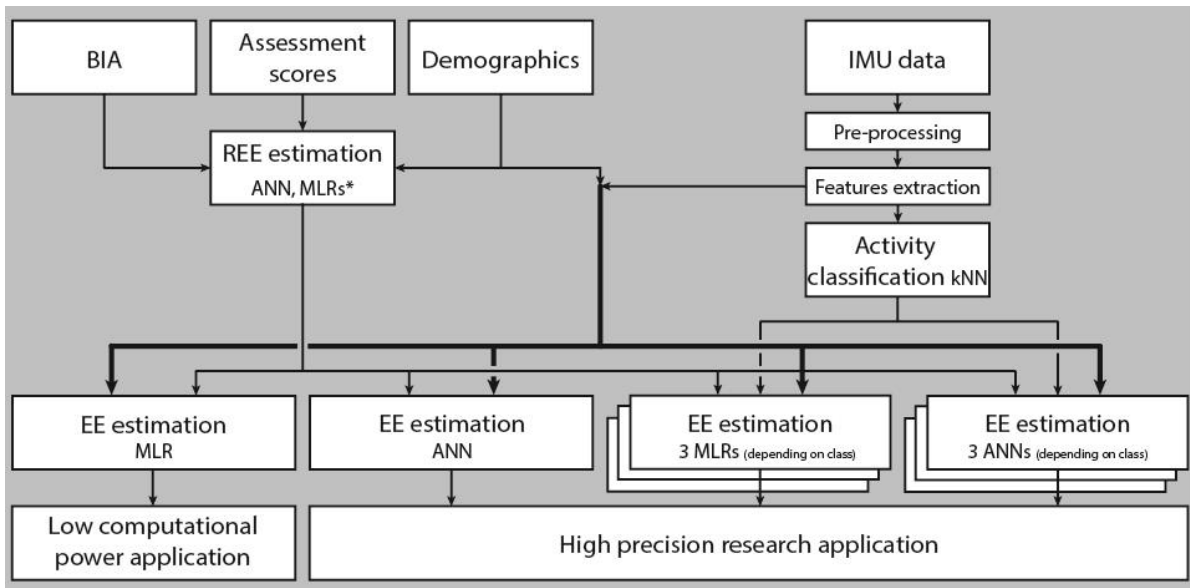 BIA
Assessment
scores
Demographics
IMU data
Pre-processing
REE estimation
ANN, MLRs*
Features extraction
Activity
classification kNN
EE estimation
MLR
EE estimation
ANN
EE estimation
3 MLRs (depending on class)
EE estimation
3 ANNs (depending on class)
Low computational
power application
High precision research application